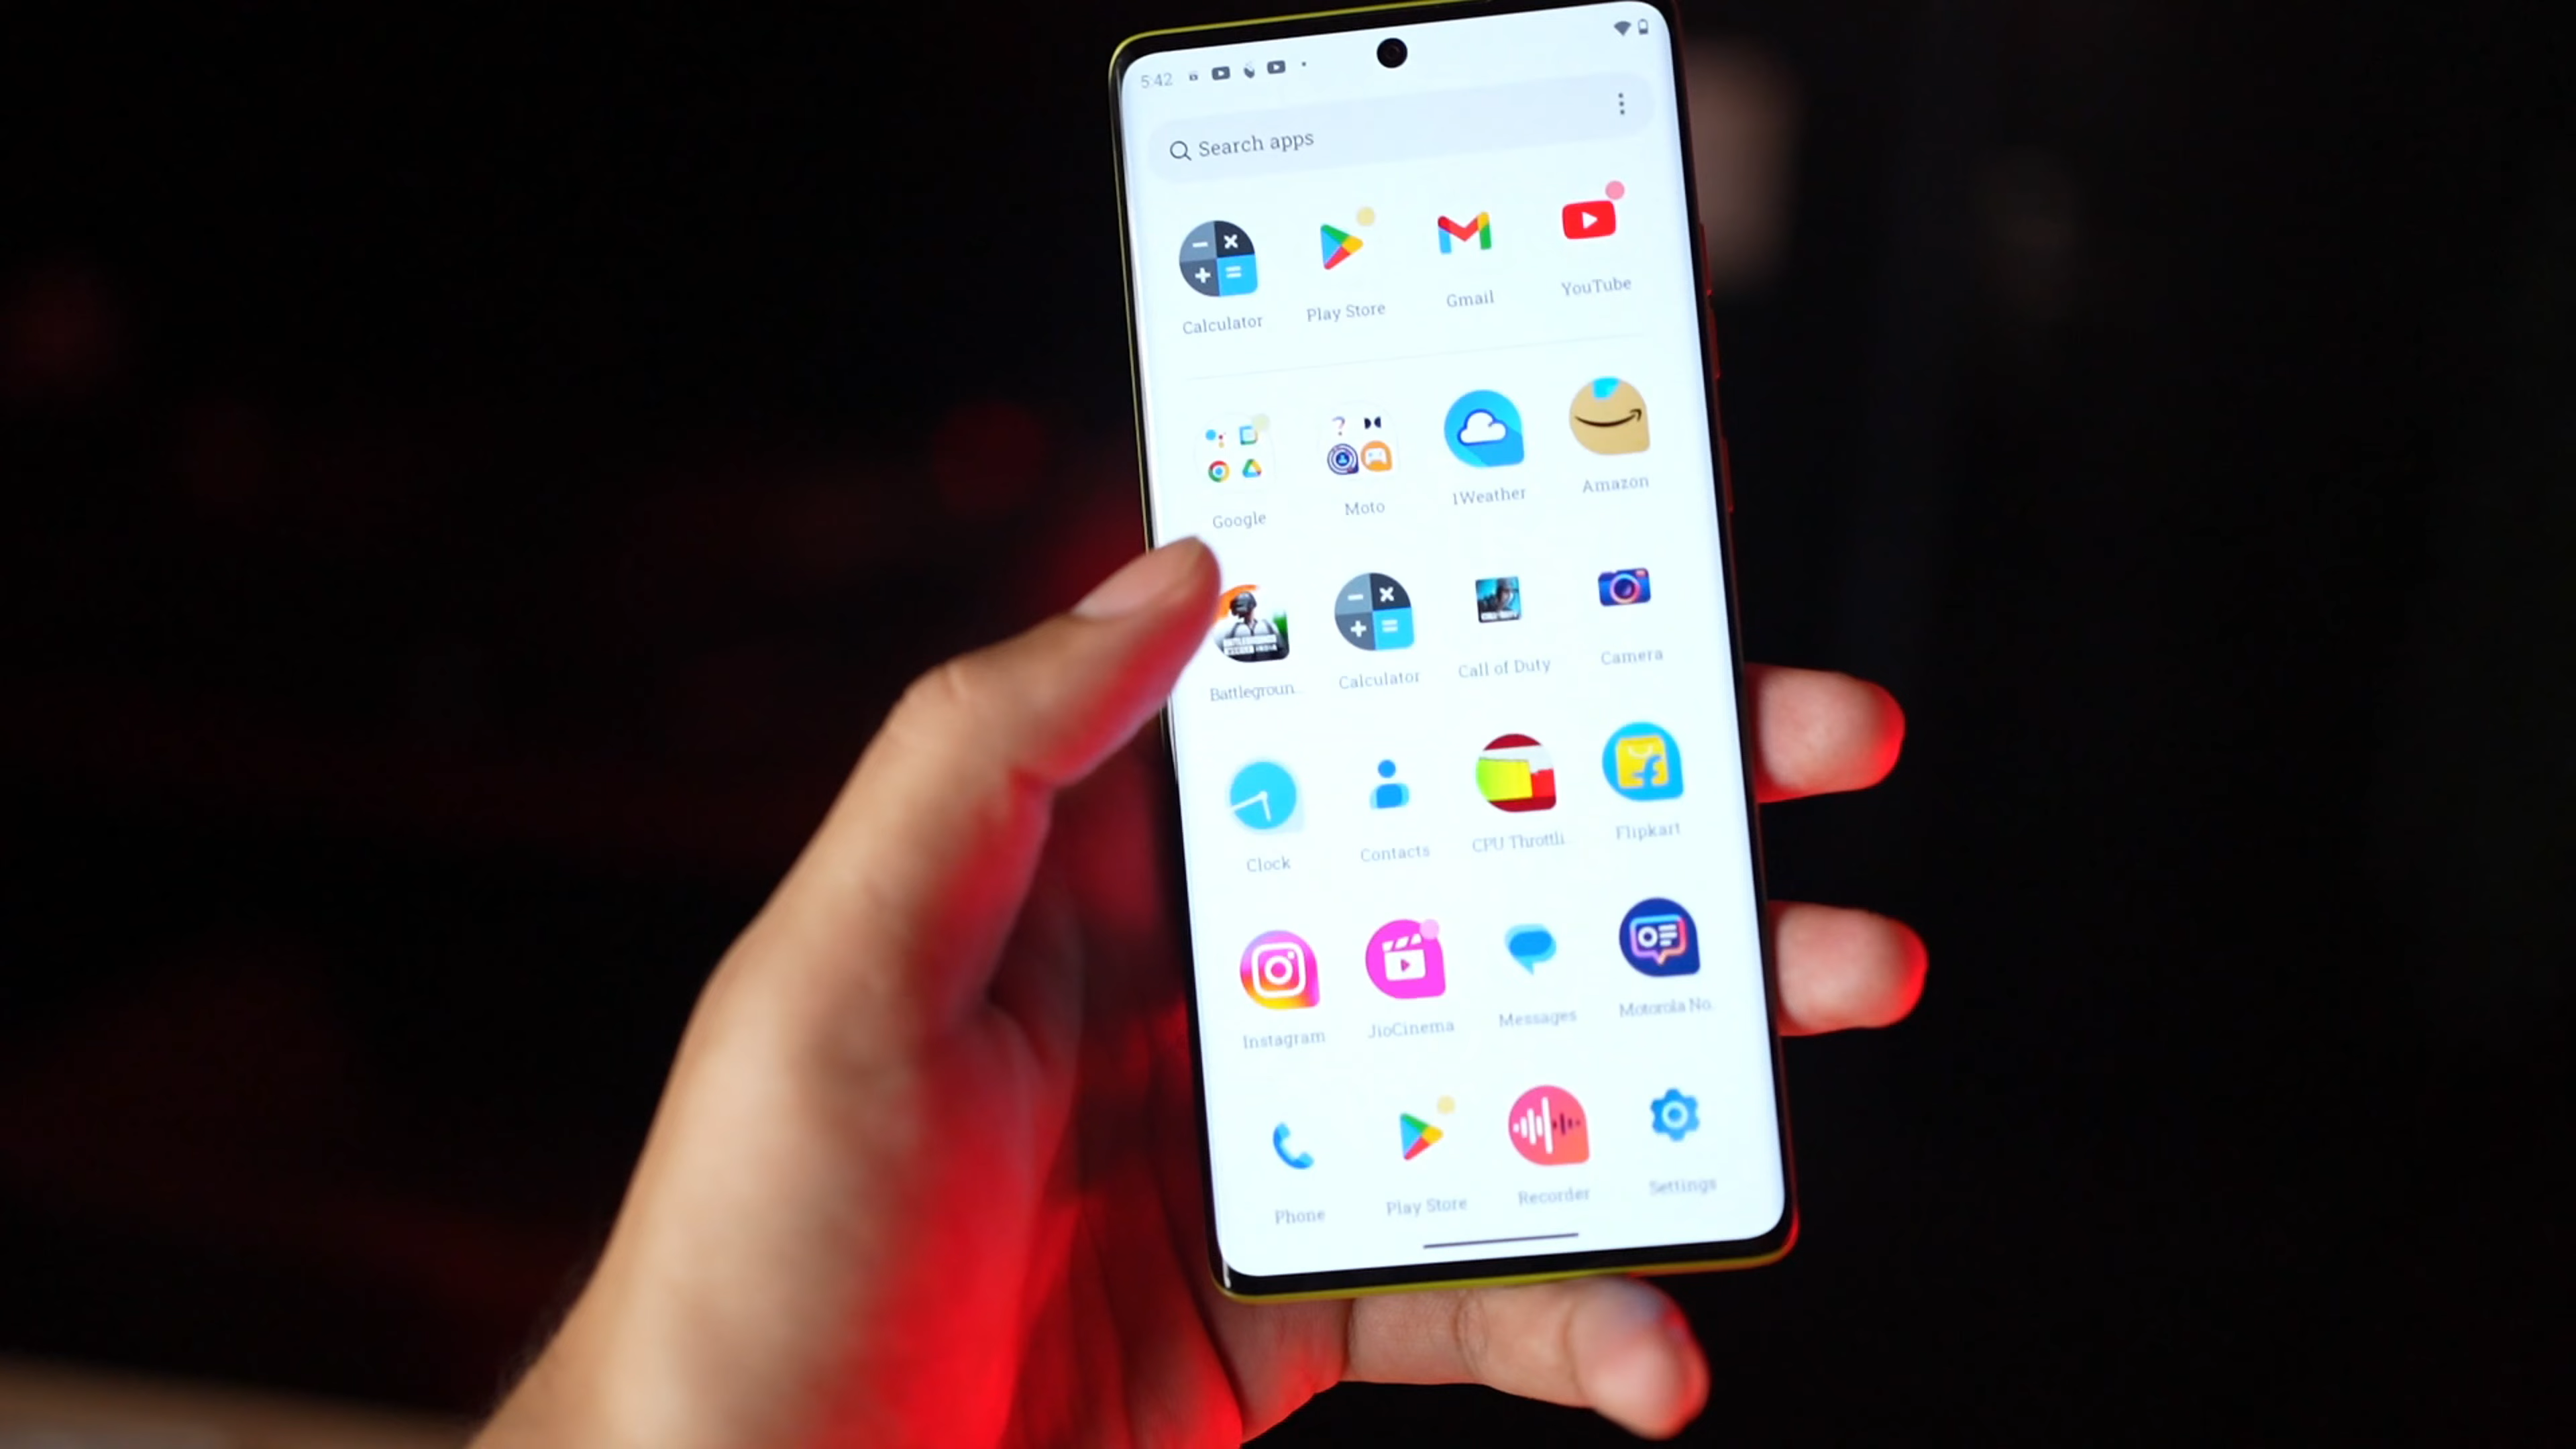 5:42
Search apps
Calculator
Play Store
Gmail
YouTube
Google
Moto
1Weather
Amazon
Battlegroun...
Calculator
Call of Duty
Camera
Clock
Contacts
CPU Throttli...
Flipkart
Instagram
JioCinema
Messages
Motorola No...
Phone
Play Store
Recorder
Settings